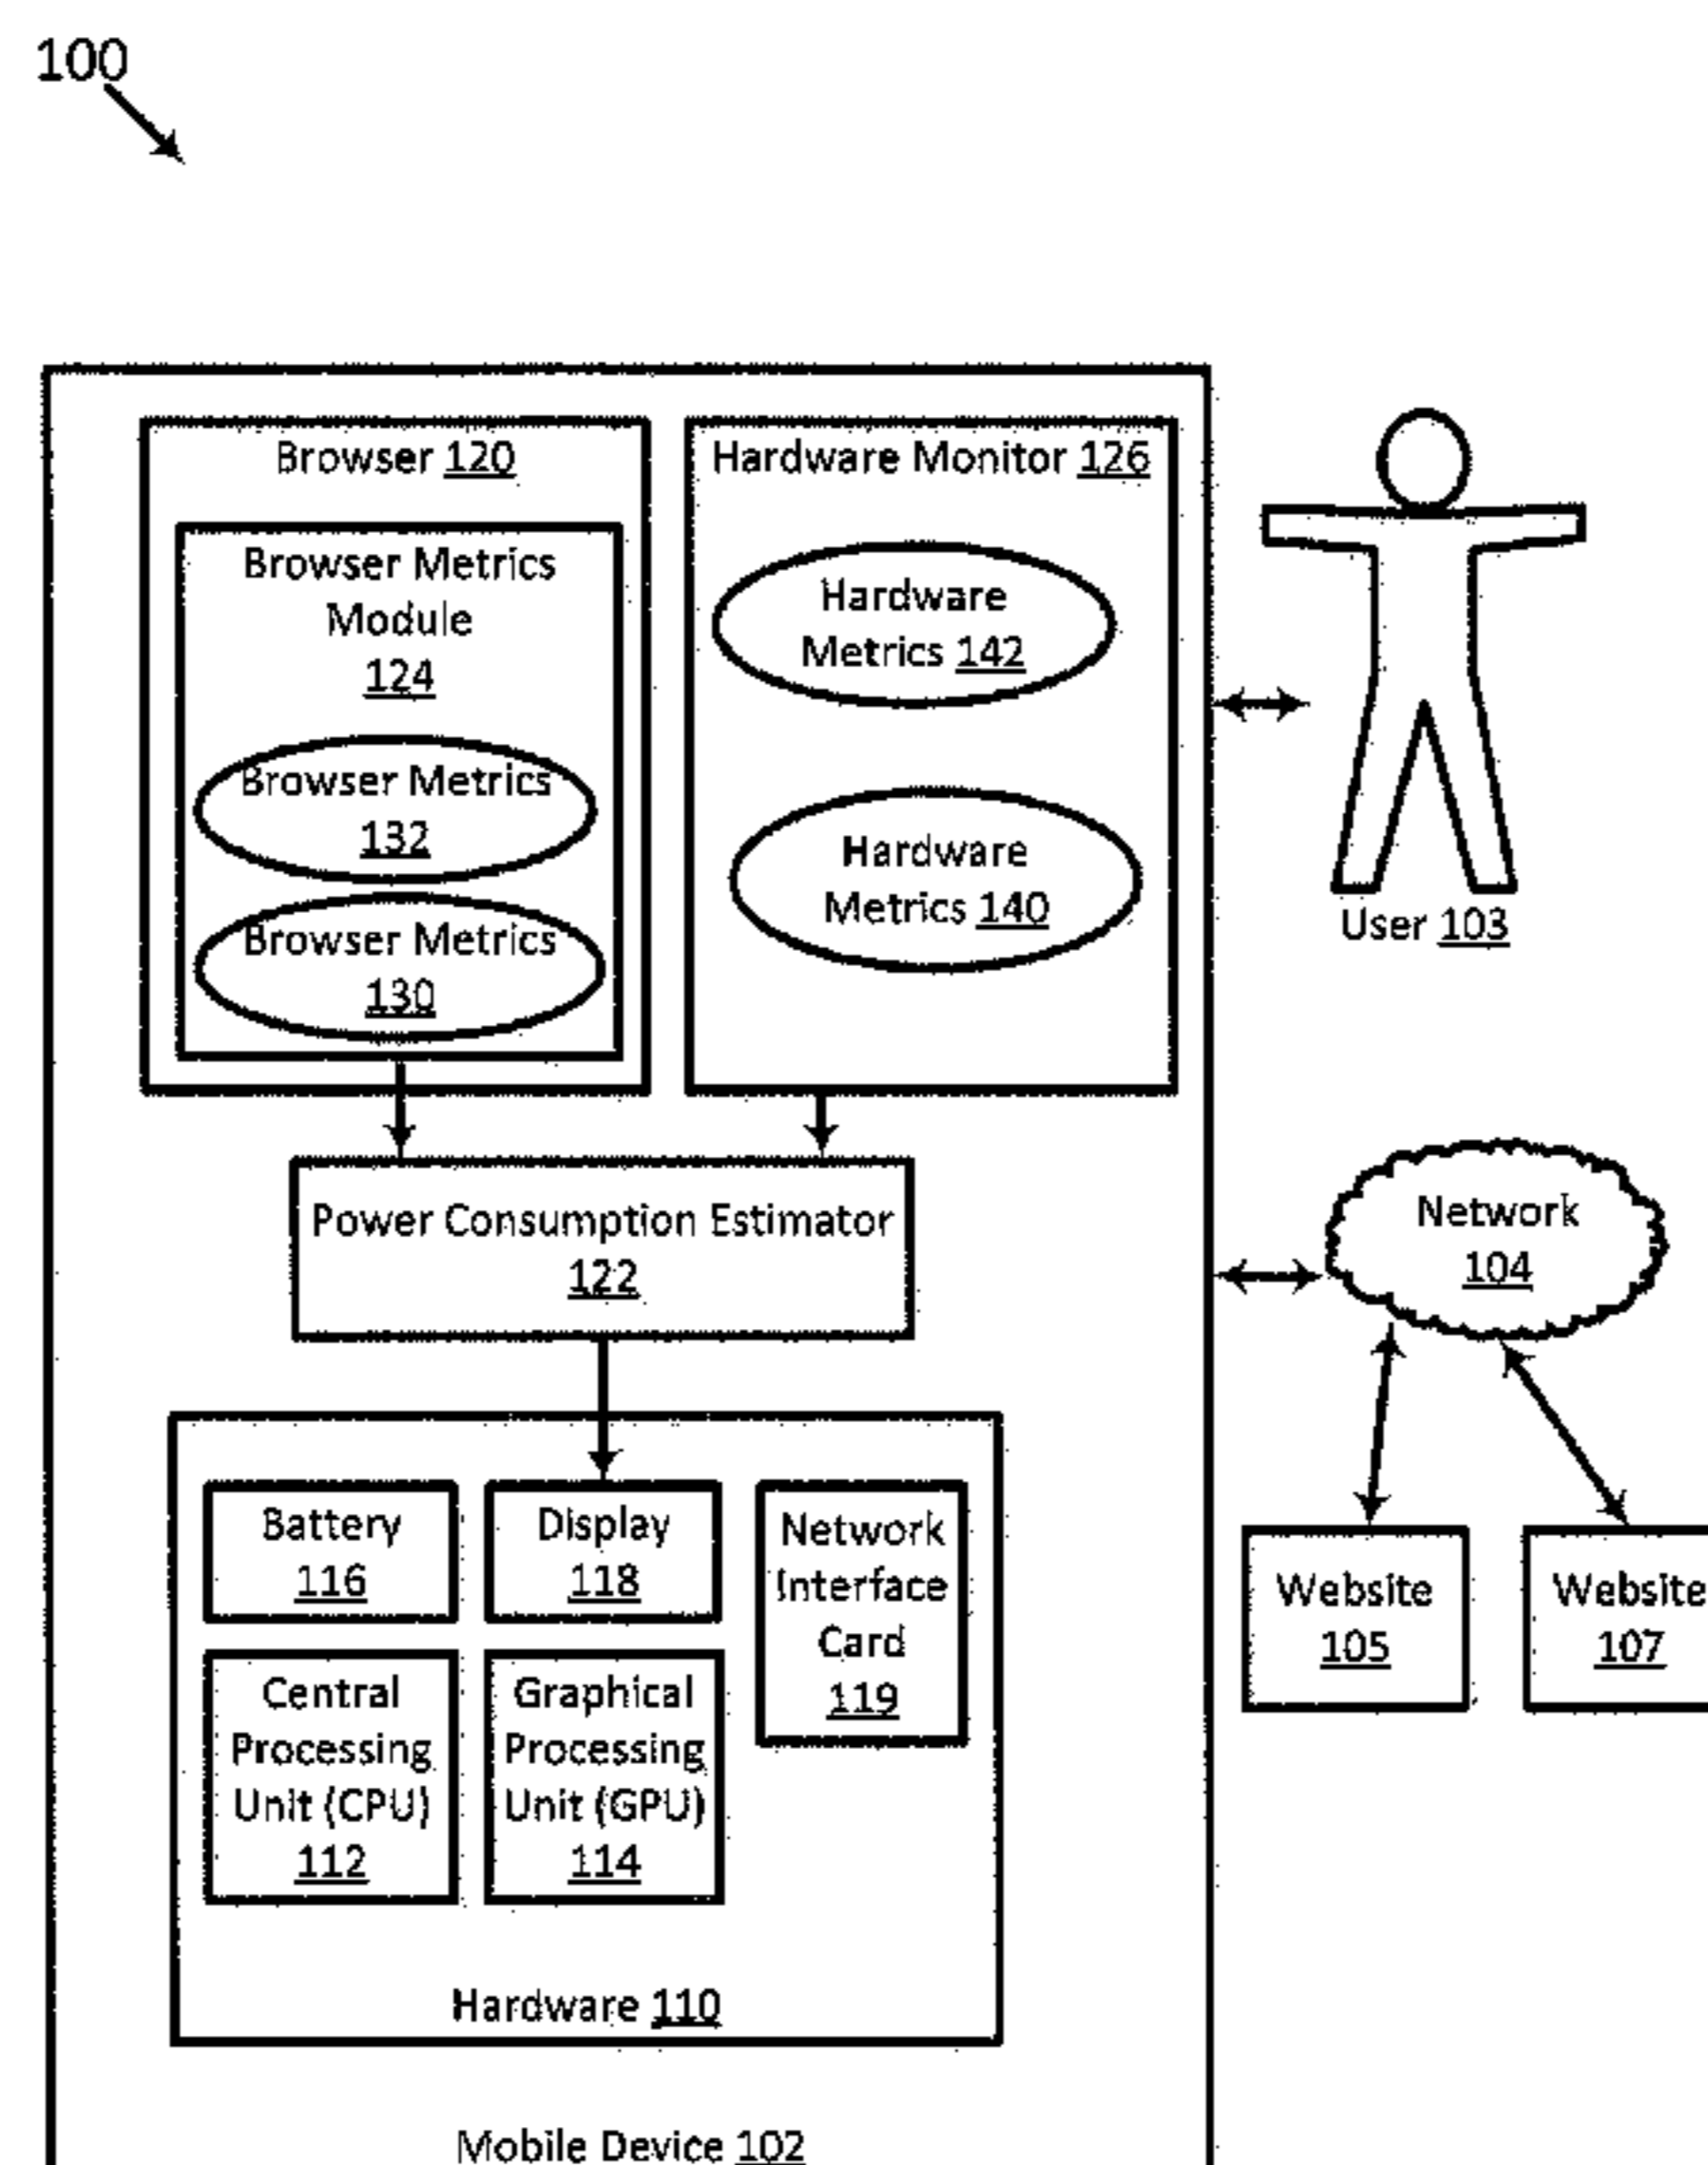 100
Browser 120
Browser Metrics
Module
124
Browser Metrics
132
Browser Metrics
130
Hardware Monitor 126
Hardware
Metrics 142
Hardware
Metrics 140
User 103
Power Consumption Estimator
122
Network
104
Battery
116
Display
118
Network
Interface
Card
119
Central
Processing
Unit (CPU)
112
Graphical
Processing
Unit (GPU)
114
Hardware 110
Website
105
Website
107
Mobile Device 102